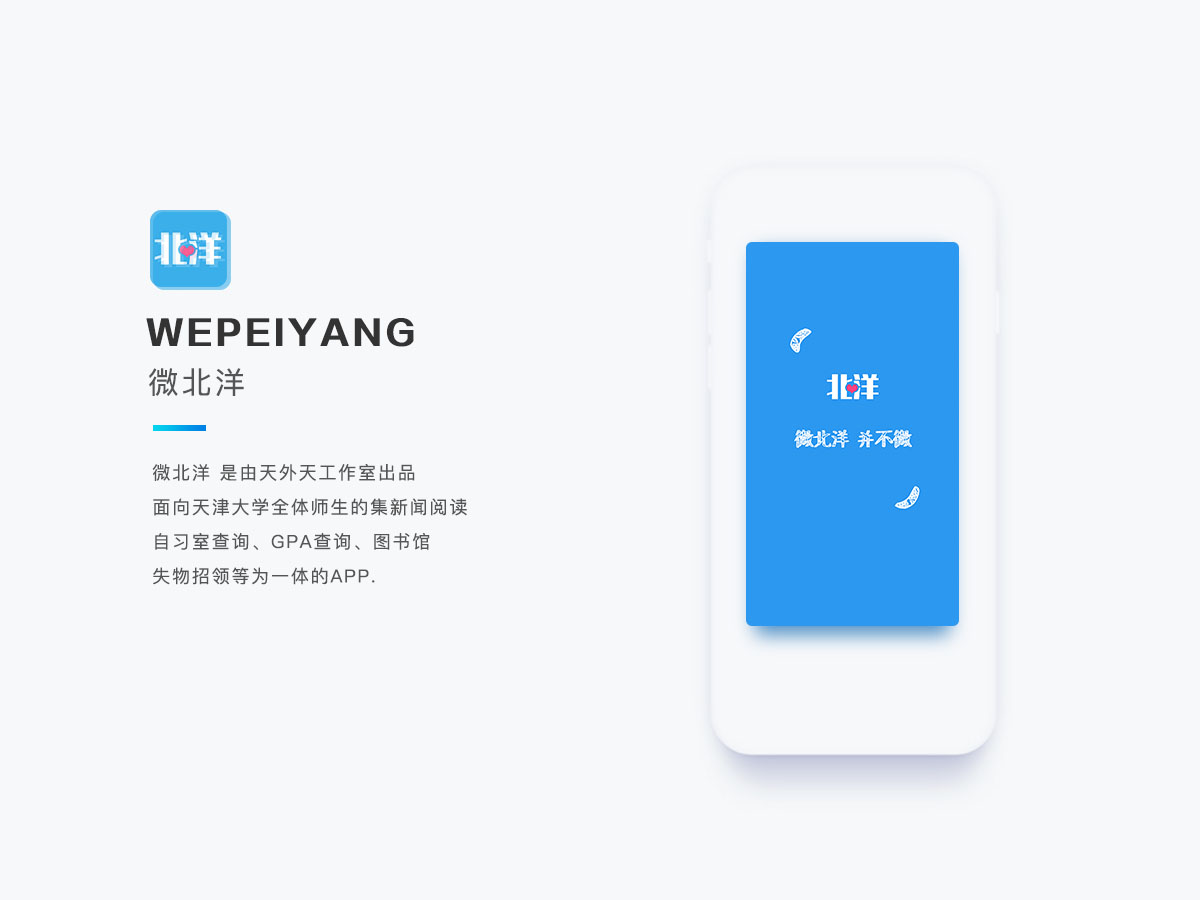 北洋
WEPEIYANG
微北洋
微北洋 是由天外天工作室出品
面向天津大学全体师生的集新闻阅读
自习室查询、GPA查询、图书馆
失物招领等为一体的APP.
北洋
微北洋 并不微